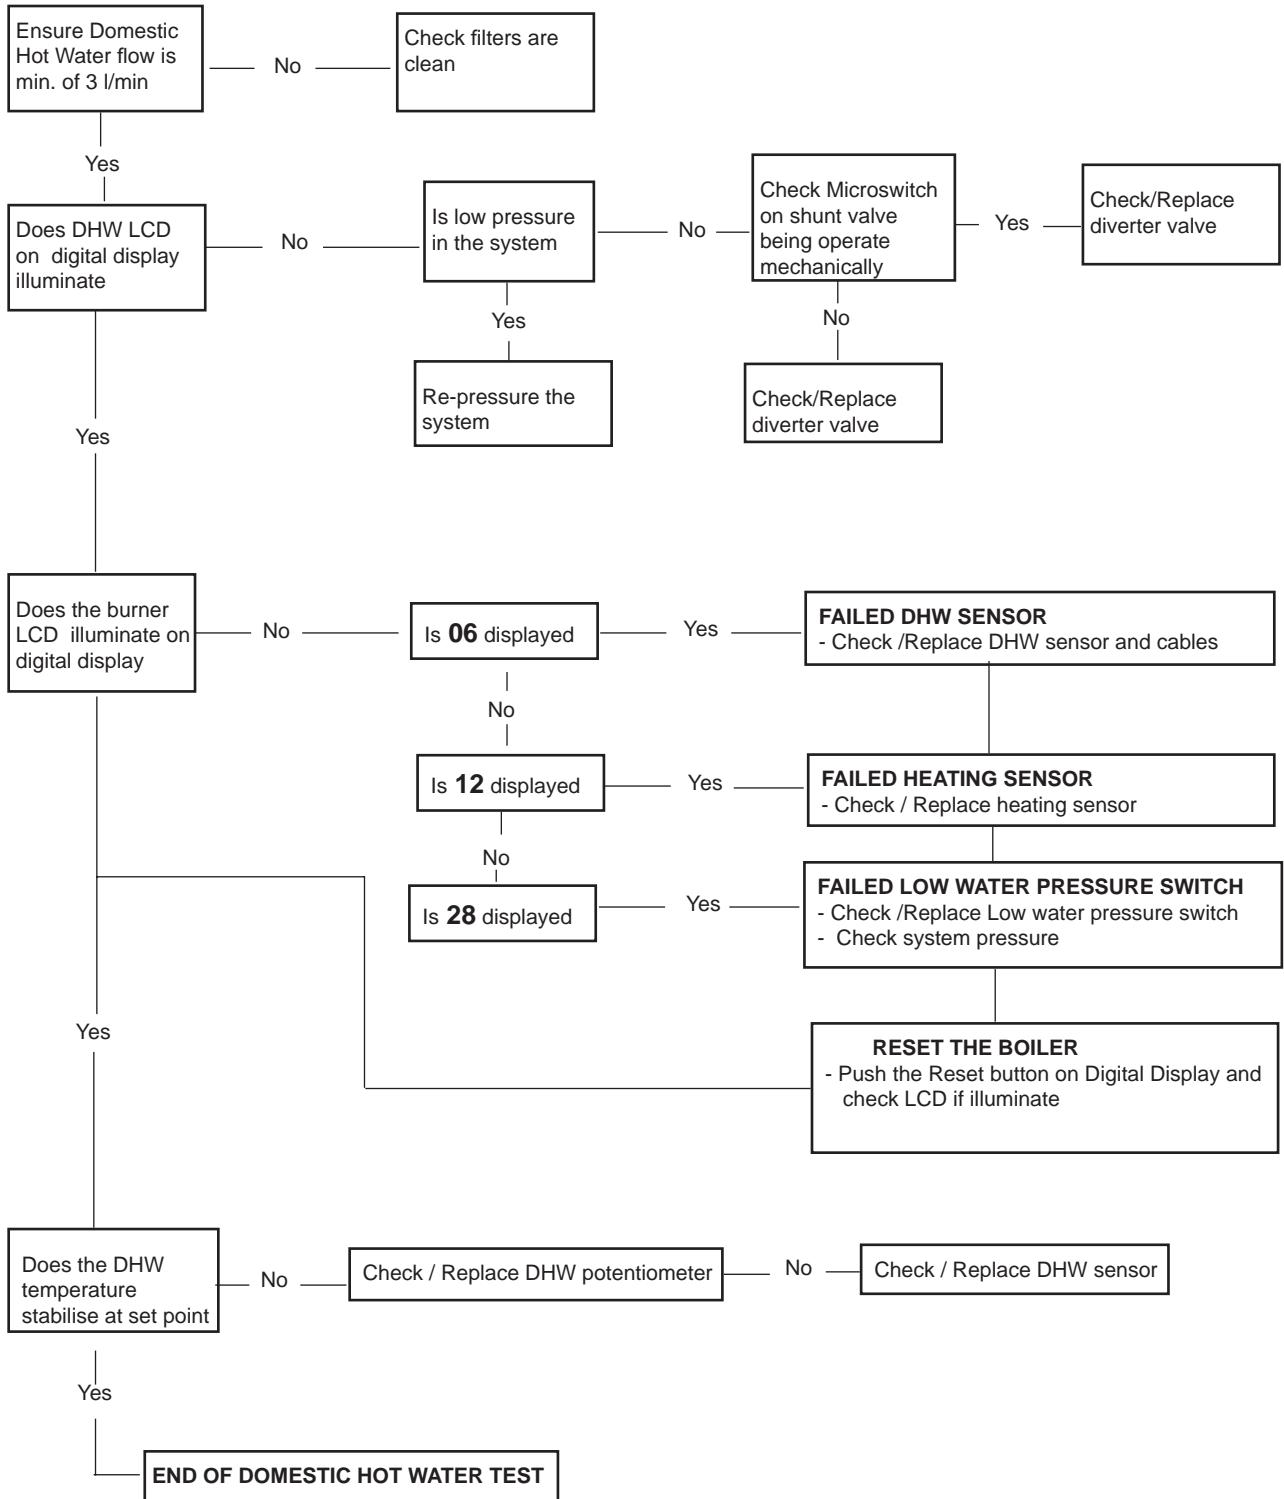 Ensure Domestic
Hot Water flow is
min. of 3 l/min
No
Check filters are
clean
Yes
Does DHW LCD
on digital display
illuminate
No
Is low pressure
in the system
No
Check Microswitch
on shunt valve
being operate
mechanically
Yes
Check/Replace
diverter valve
Yes
Re-pressure the
system
No
Check/Replace
diverter valve
Yes
Does the burner
LCD illuminate on
digital display
No
Is 06 displayed
Yes
FAILED DHW SENSOR
- Check /Replace DHW sensor and cables
No
Is 12 displayed
Yes
FAILED HEATING SENSOR
- Check / Replace heating sensor
No
Is 28 displayed
Yes
FAILED LOW WATER PRESSURE SWITCH
- Check /Replace Low water pressure switch
- Check system pressure
Yes
RESET THE BOILER
- Push the Reset button on Digital Display and
check LCD if illuminate
Does the DHW
temperature
stabilise at set point
No
Check / Replace DHW potentiometer
No
Check / Replace DHW sensor
Yes
END OF DOMESTIC HOT WATER TEST